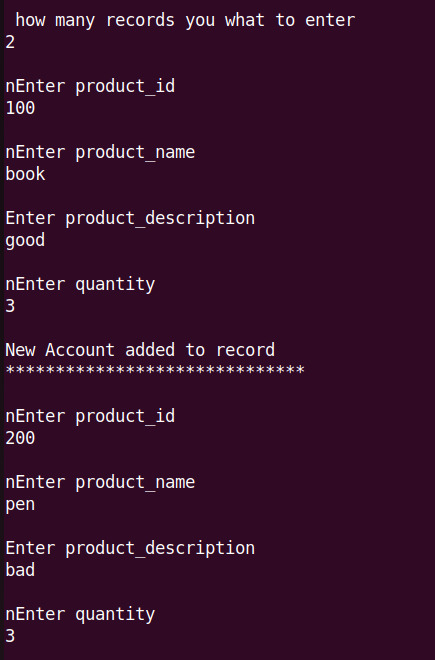 how many records you what to enter
2
nEnter product_id
100
nEnter product_name
book
Enter product_description
good
nEnter quantity
3
New Account added to record
******************************
nEnter product_id
200
nEnter product_name
pen
Enter product_description
bad
nEnter quantity
3